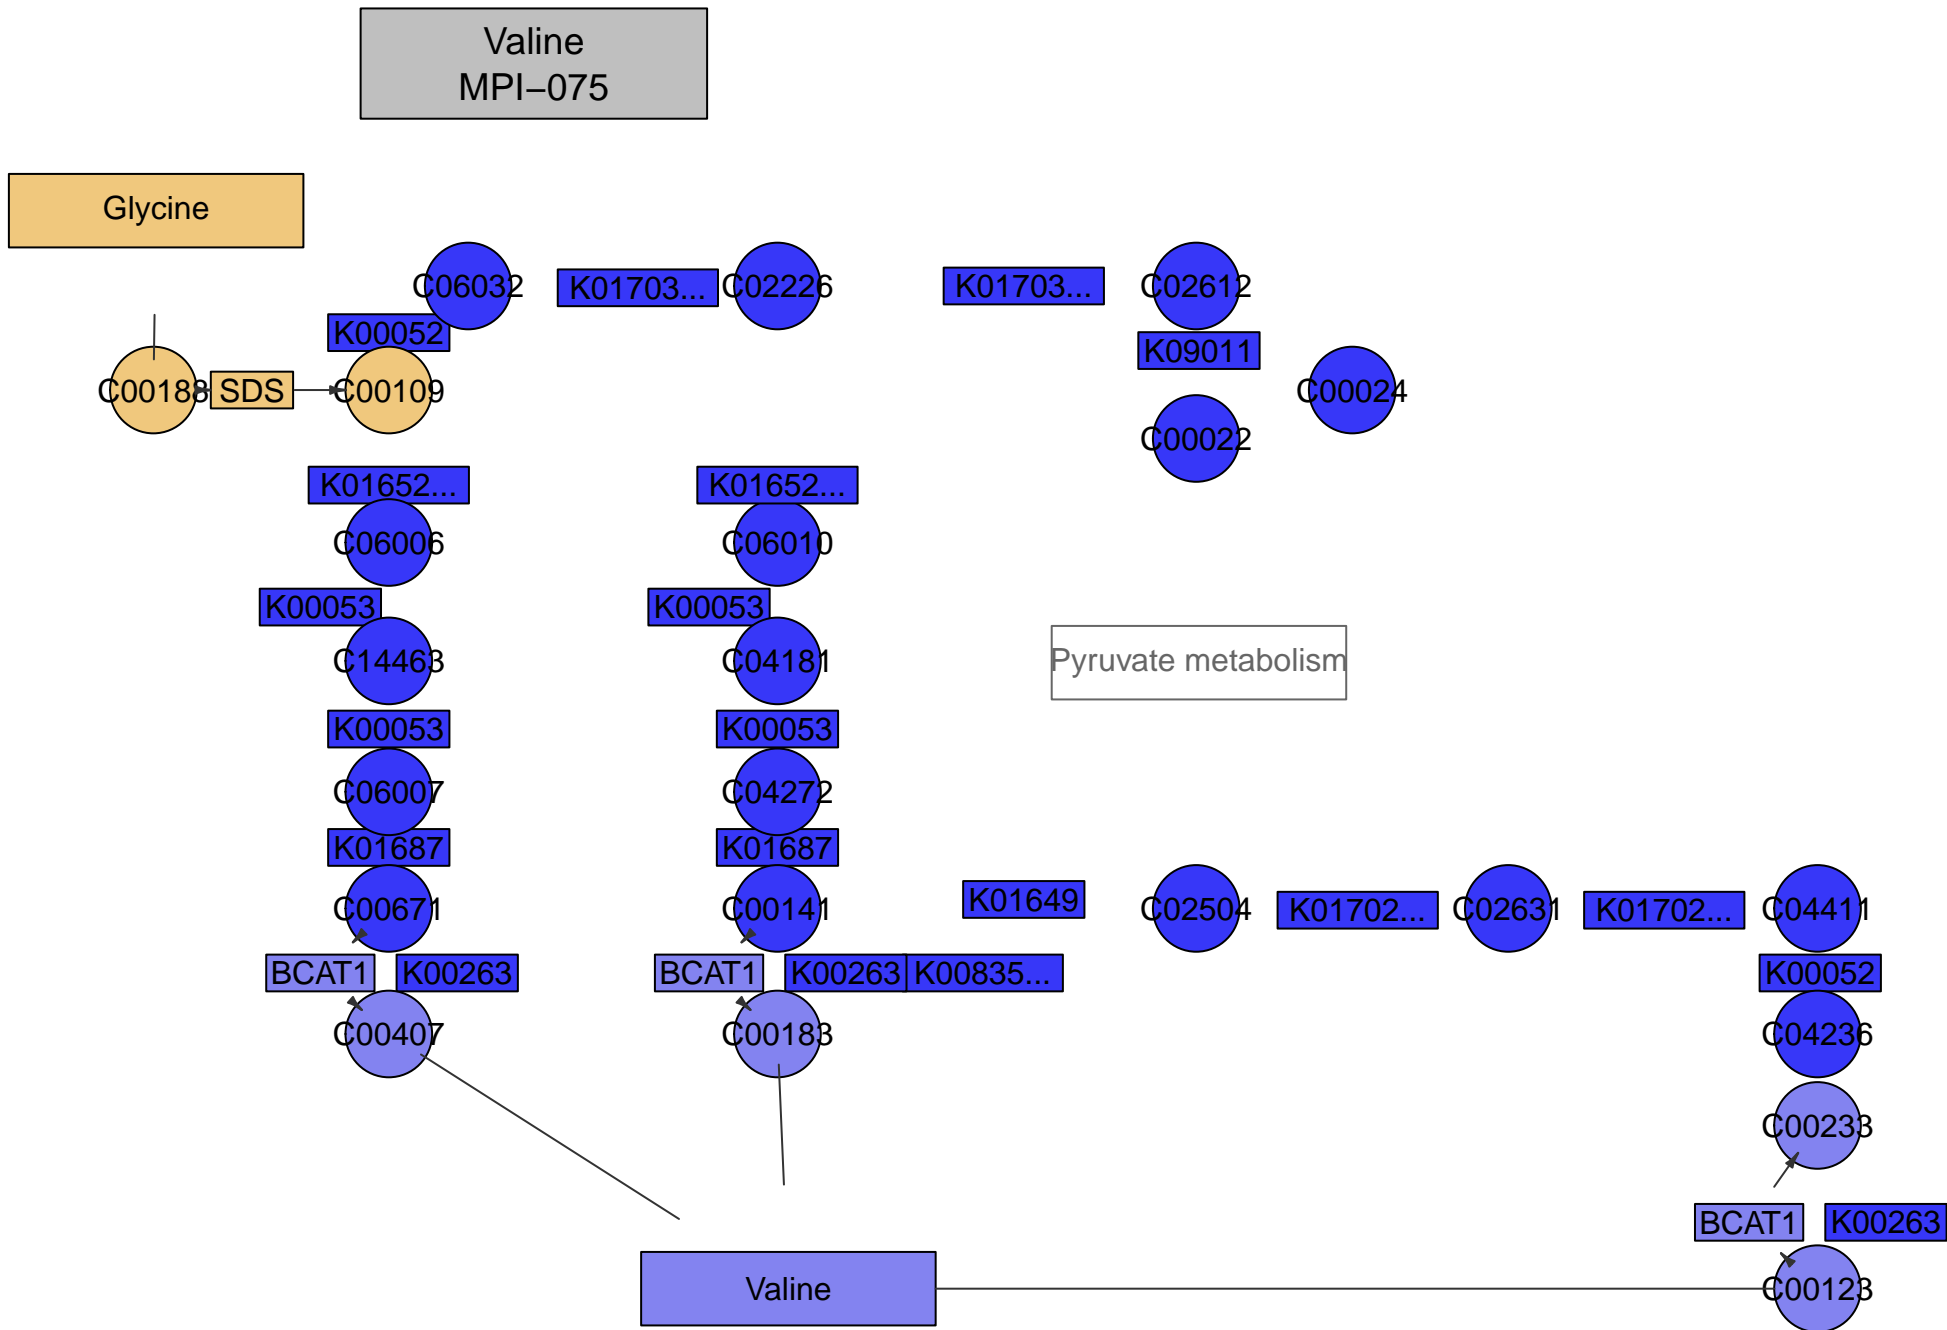 Valine
MPI−075
Glycine
C06032
K01703...
C02226
K01703...
C02612
K00052
K09011
C00188
SDS
C00109
C00024
C00022
K01652...
K01652...
C06006
C06010
K00053
K00053
C14463
C04181
Pyruvate metabolism
K00053
K00053
C06007
C04272
K01687
K01687
C00671
C00141
K01649
C02504
K01702...
C02631
K01702...
C04411
BCAT1
K00263
BCAT1
K00263
K00835...
K00052
C00407
C00183
C04236
C00233
BCAT1
K00263
Valine
C00123